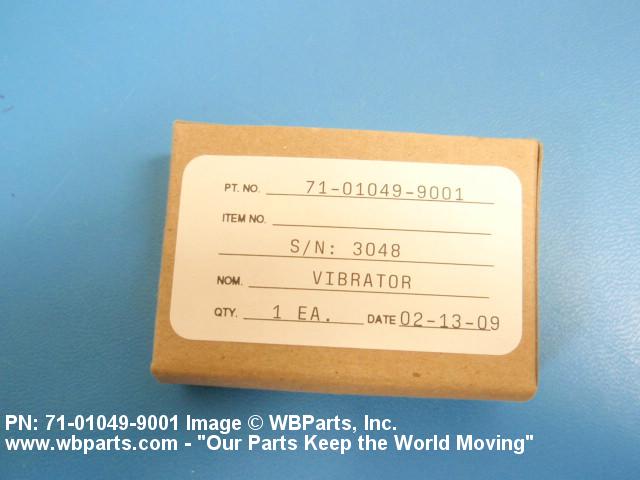 PT. NO. 71-01049-9001
ITEM NO.
S/N: 3048
NOM. VIBRATOR
QTY. 1 EA. DATE 02-13-09
PN: 71-01049-9001 Image © WBParts, Inc.
www.wbparts.com - "Our Parts Keep the World Moving"